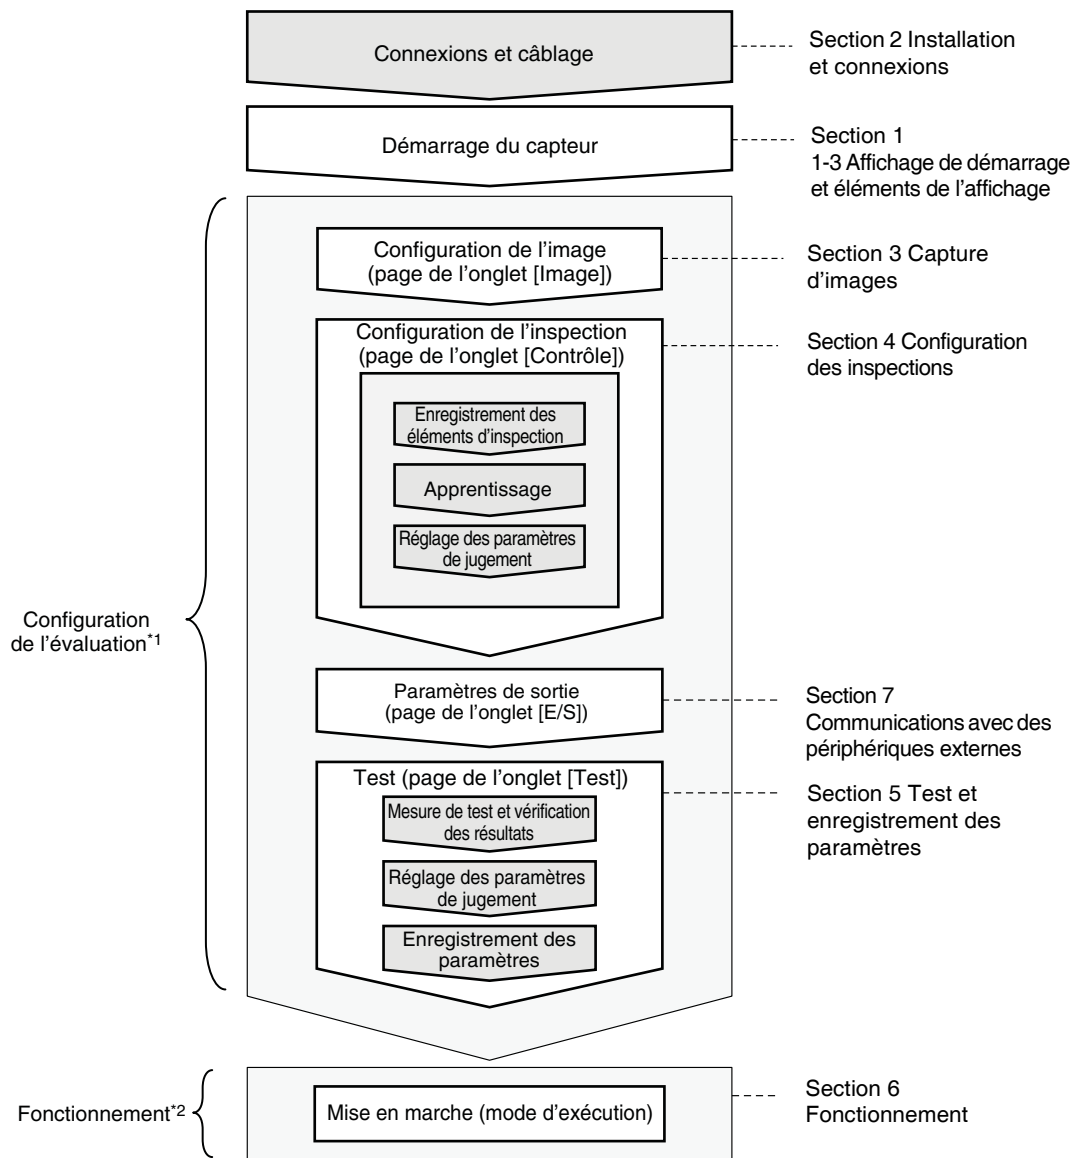 Connexions et câblage
Section 2 Installation
et connexions
Démarrage du capteur
Section 1
1-3 Affichage de démarrage
et éléments de l’affichage
Configuration de l’image
(page de l’onglet [Image])
Section 3 Capture
d’images
Configuration de l’inspection
(page de l’onglet [Contrôle])
Section 4 Configuration
des inspections
Enregistrement des
éléments d’inspection
Apprentissage
Réglage des paramètres
de jugement
Configuration
de l’évaluation*1
Paramètres de sortie
(page de l’onglet [E/S])
Section 7
Communications avec des
périphériques externes
Test (page de l’onglet [Test])
Section 5 Test et
enregistrement des
paramètres
Mesure de test et vérification
des résultats
Réglage des paramètres
de jugement
Enregistrement des
paramètres
Fonctionnement*2
Mise en marche (mode d’exécution)
Section 6
Fonctionnement